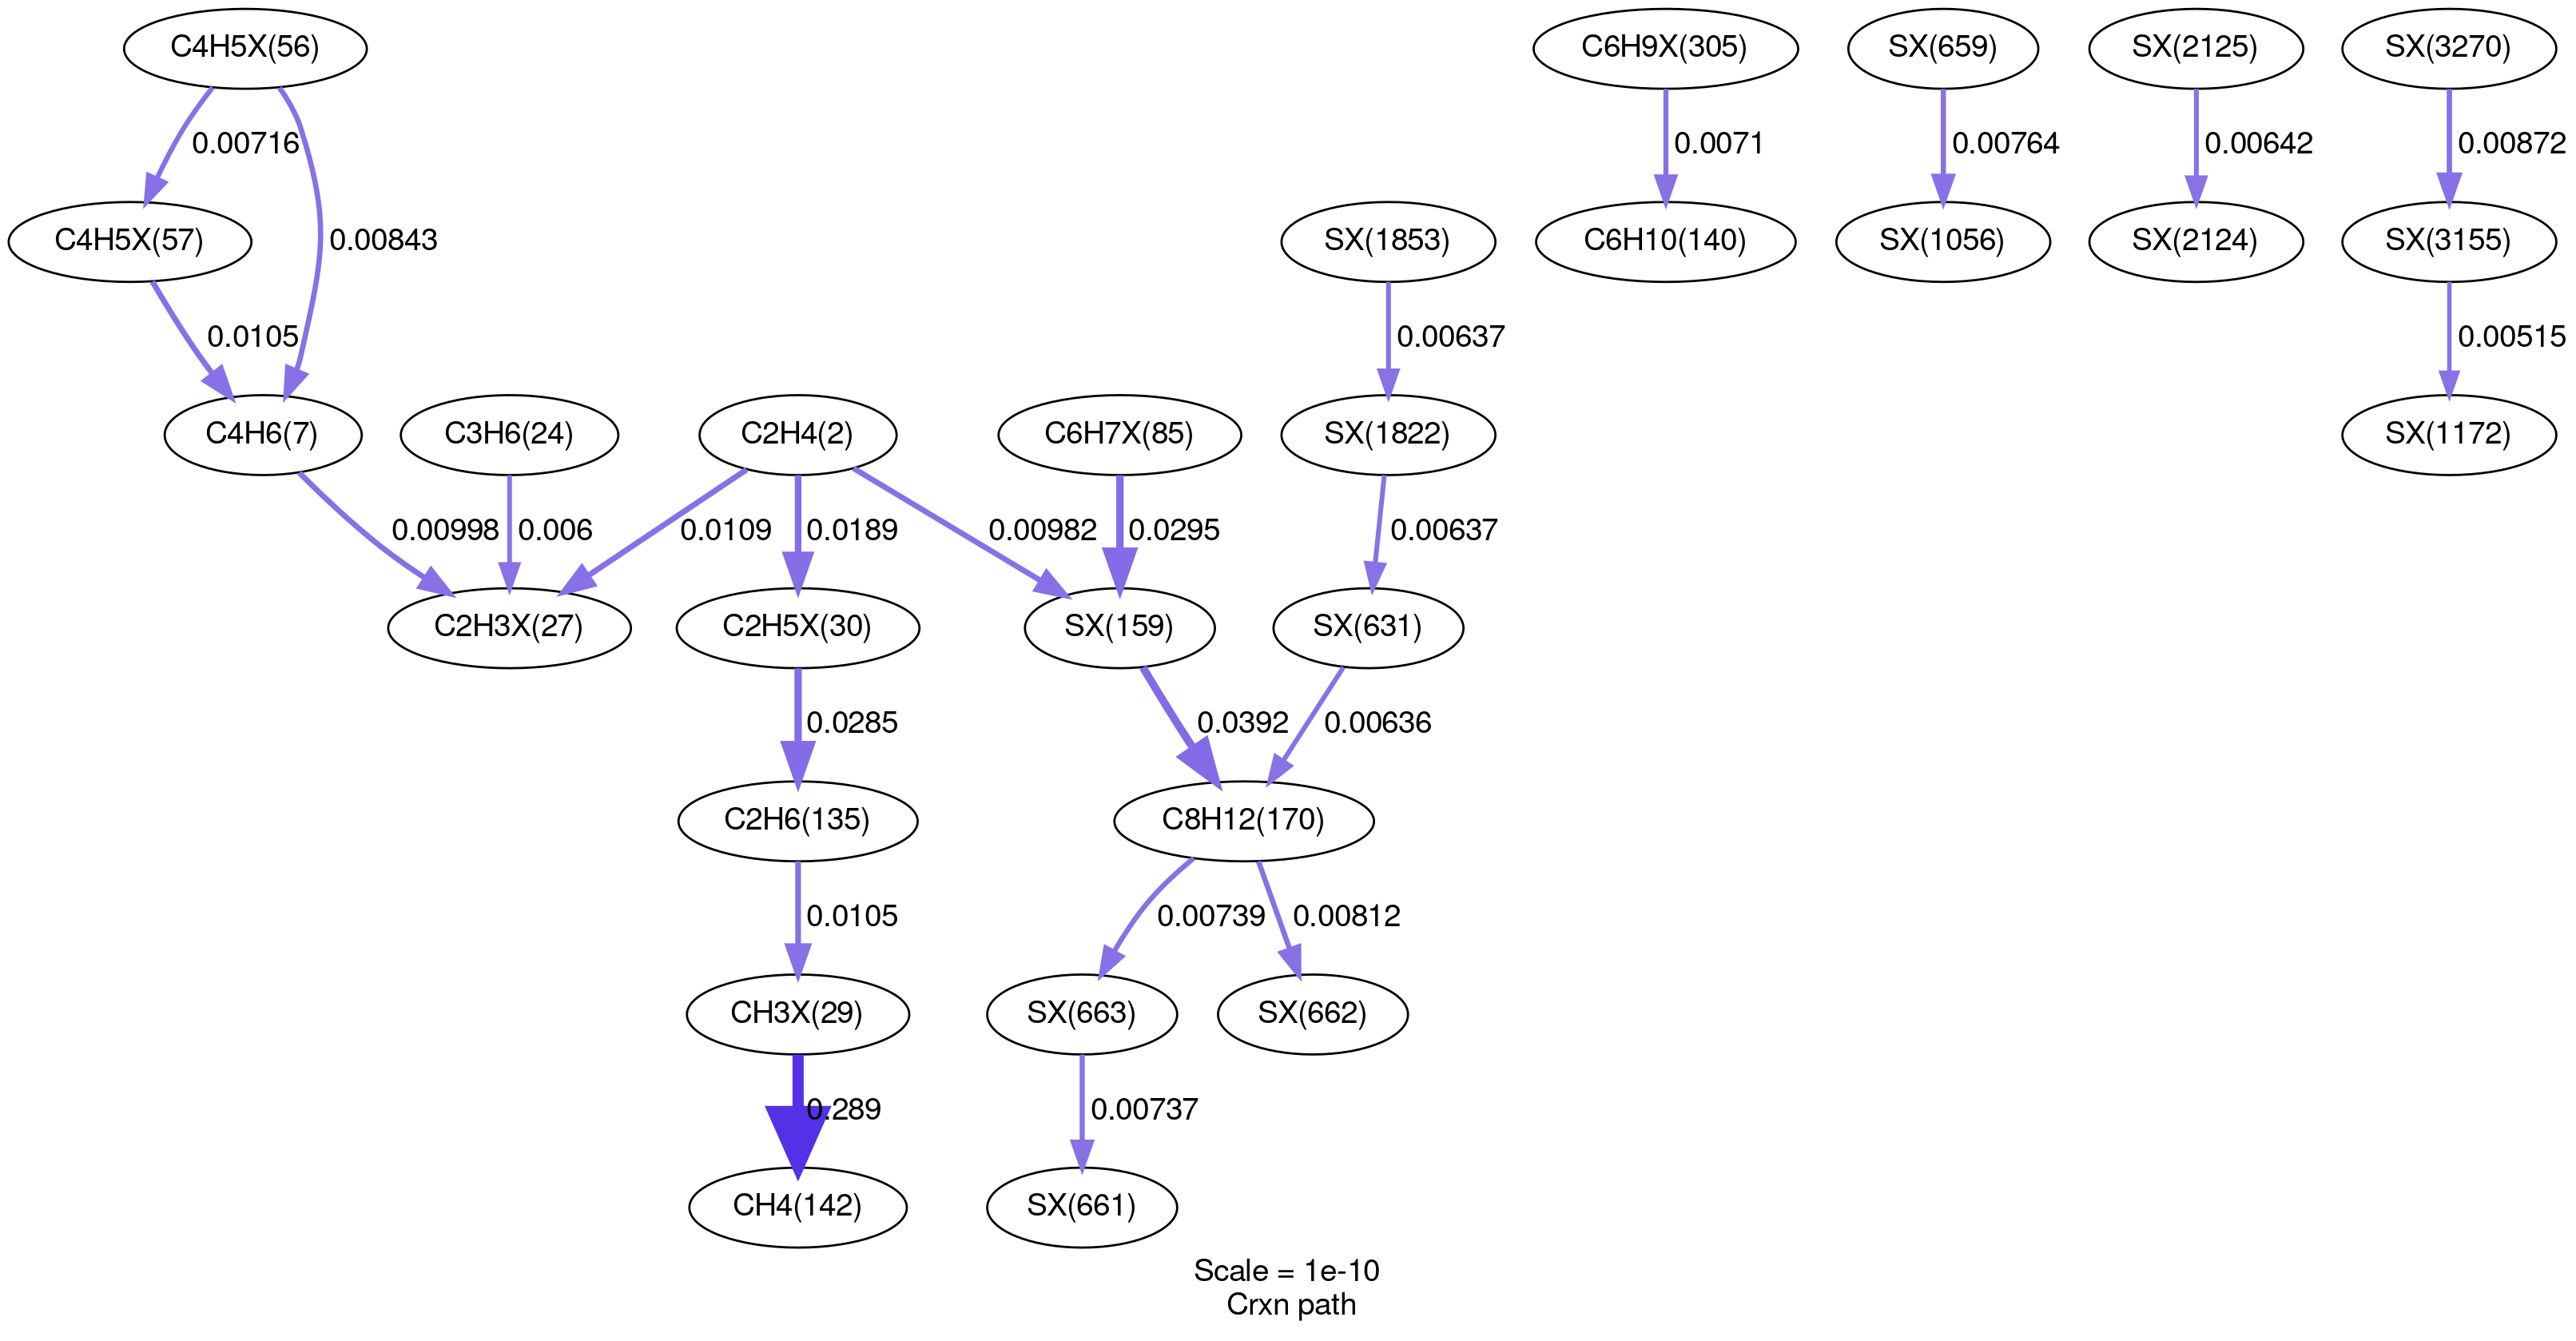 C4H5X(56)
C6H9X(305)
SX(659)
SX(2125)
SX(3270)
0.00716
0.0071
0.00764
0.00642
0.00872
C4H5X(57)
0.00843
SX(1853)
C6H10(140)
SX(1056)
SX(2124)
SX(3155)
0.0105
0.00637
0.00515
C4H6(7)
C3H6(24)
C2H4(2)
C6H7X(85)
SX(1822)
SX(1172)
0.00998
0.006
0.0109
0.0189
0.00982
0.0295
0.00637
C2H3X(27)
C2H5X(30)
SX(159)
SX(631)
0.0285
0.0392
0.00636
C2H6(135)
C8H12(170)
0.0105
0.00739
0.00812
CH3X(29)
SX(663)
SX(662)
0.289
0.00737
CH4(142)
SX(661)
Scale = 1e-10
Crxn path